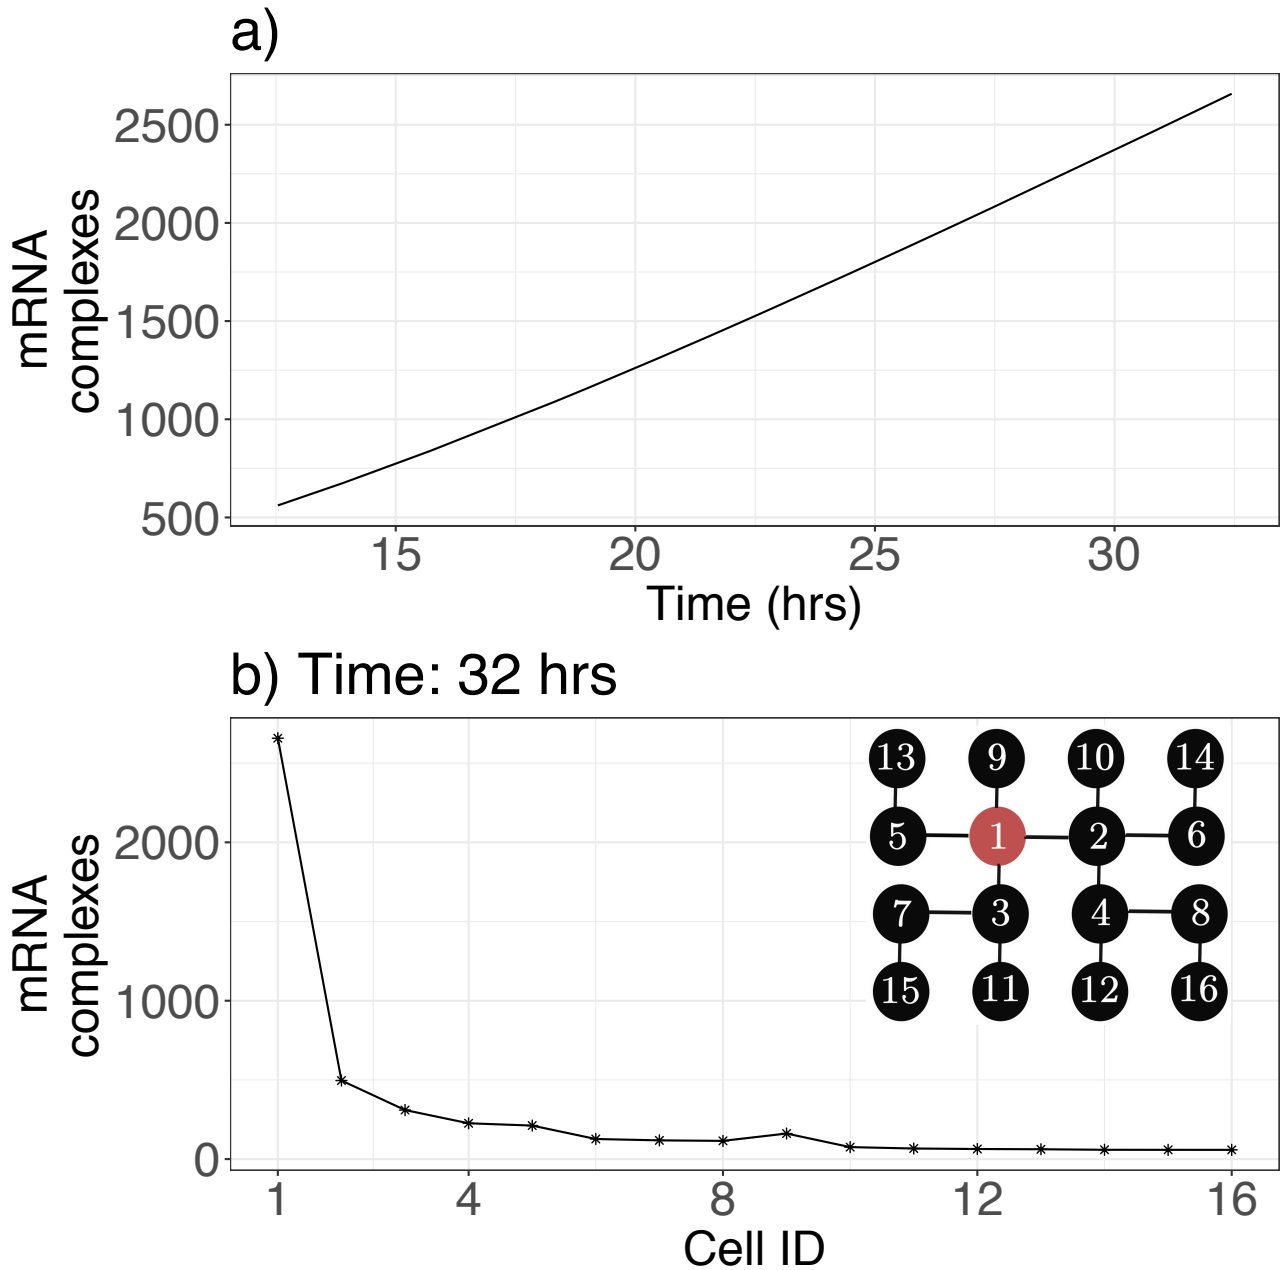 a)
2500
2000
1500
1000
500
mRNA
complexes
15 20 25 30
Time (hrs)
b) Time: 32 hrs
2000
1000
0
mRNA
complexes
13 9 10 14
5 1 2 6
7 3 4 8
15 11 12 16
1 4 8 12 16
Cell ID